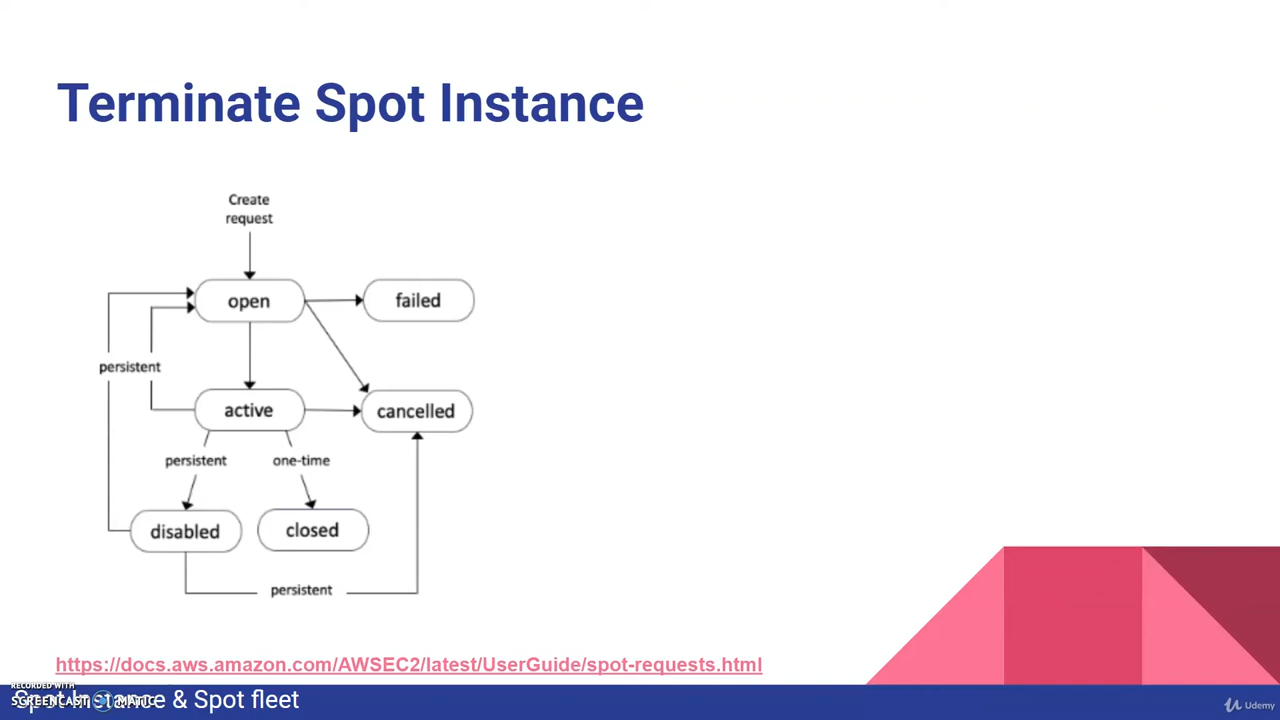 Terminate Spot Instance
Create
request
open
failed
persistent
active
cancelled
persistent
one-time
disabled
closed
persistent
https://docs.aws.amazon.com/AWSEC2/latest/UserGuide/spot-requests.html
RECORDED WITH
SCREENCAST MATIC
Spot Instance & Spot fleet
Udemy